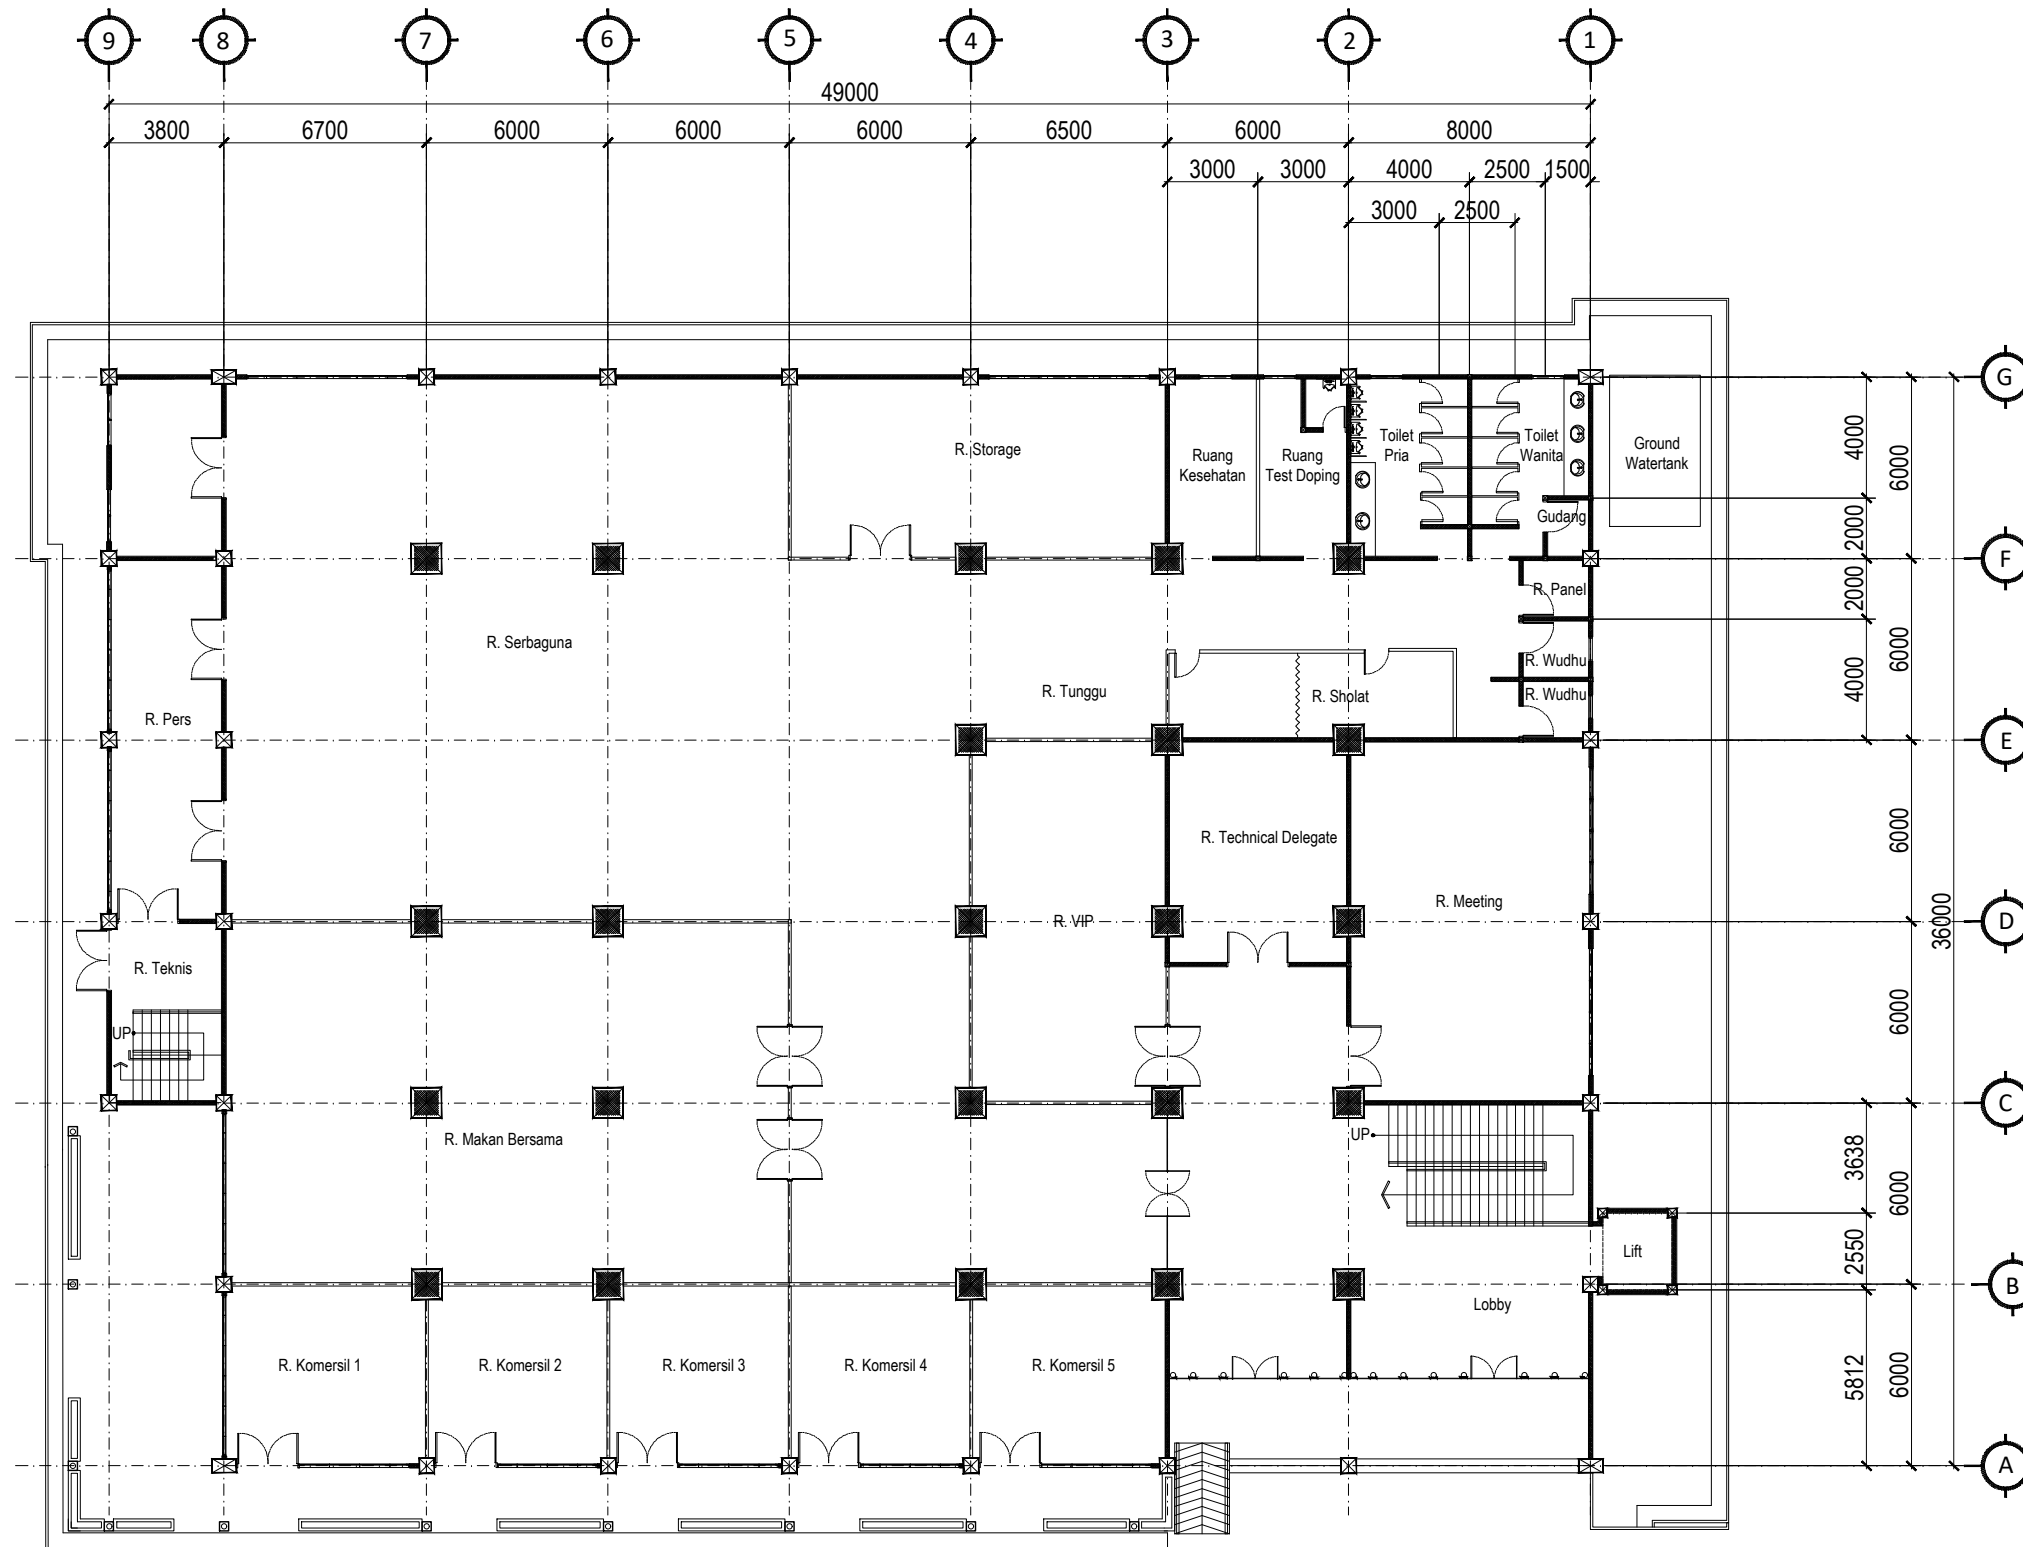 9 8 7 6 5 4 3 2 1
49000
3800 6700 6000 6000 6000 6500 6000 8000
3000 3000 4000 2500 1500
3000 2500
G
4000
6000
R. Storage
Ruang
Kesehatan
Ruang
Test Doping
Toilet
Pria
Toilet
Wanita
Ground
Watertank
Gudang
2000
F
2000
6000
R. Panel
R. Serbaguna
R. Tunggu
R. Sholat
R. Wudhu
R. Wudhu
4000
R. Pers
E
R. Technical Delegate
6000
R. Meeting
R. VIP
D
36000
R. Teknis
UP
6000
C
R. Makan Bersama
UP
3638
6000
Lift
2550
B
Lobby
R. Komersil 1
R. Komersil 2
R. Komersil 3
R. Komersil 4
R. Komersil 5
5812
6000
A